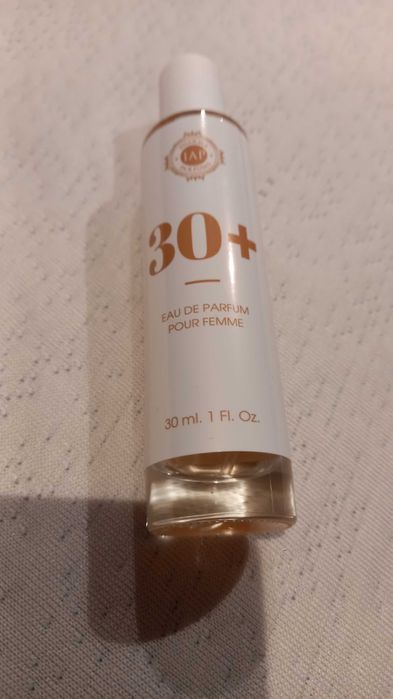 IAP
30+
EAU DE PARFUM
POUR FEMME
30 ml. 1 Fl. Oz.